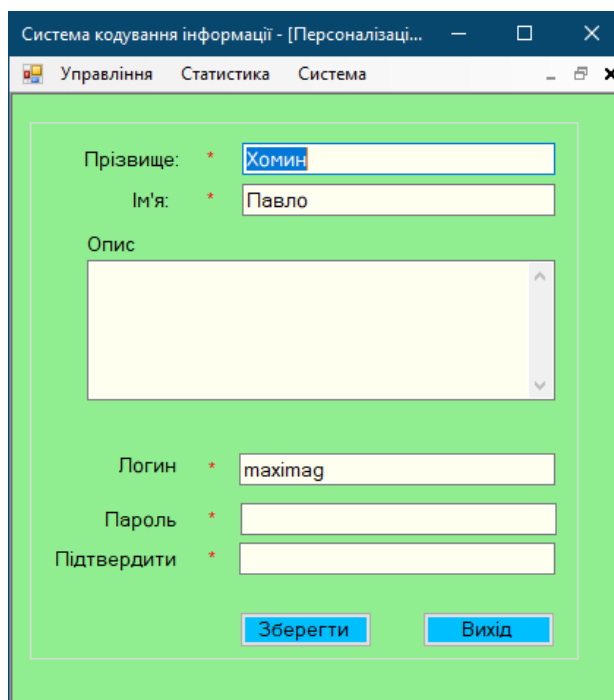 Система кодування інформації - [Персоналізаці...
Управління Статистика Система
Прізвище: * Хомин
Ім'я: * Павло
Опис
Логин * maximag
Пароль *
Підтвердити *
Зберегти Вихід